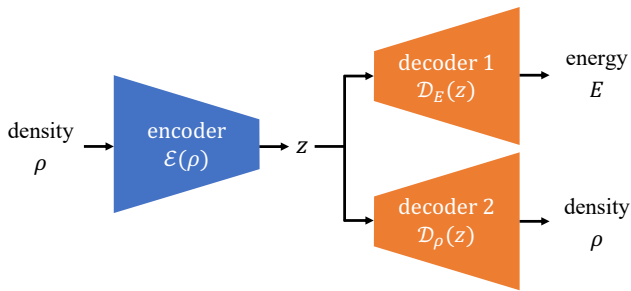 density
ρ
encoder
ℰ(ρ)
z
decoder 1
𝒟_E(z)
energy
E
decoder 2
𝒟_ρ(z)
density
ρ